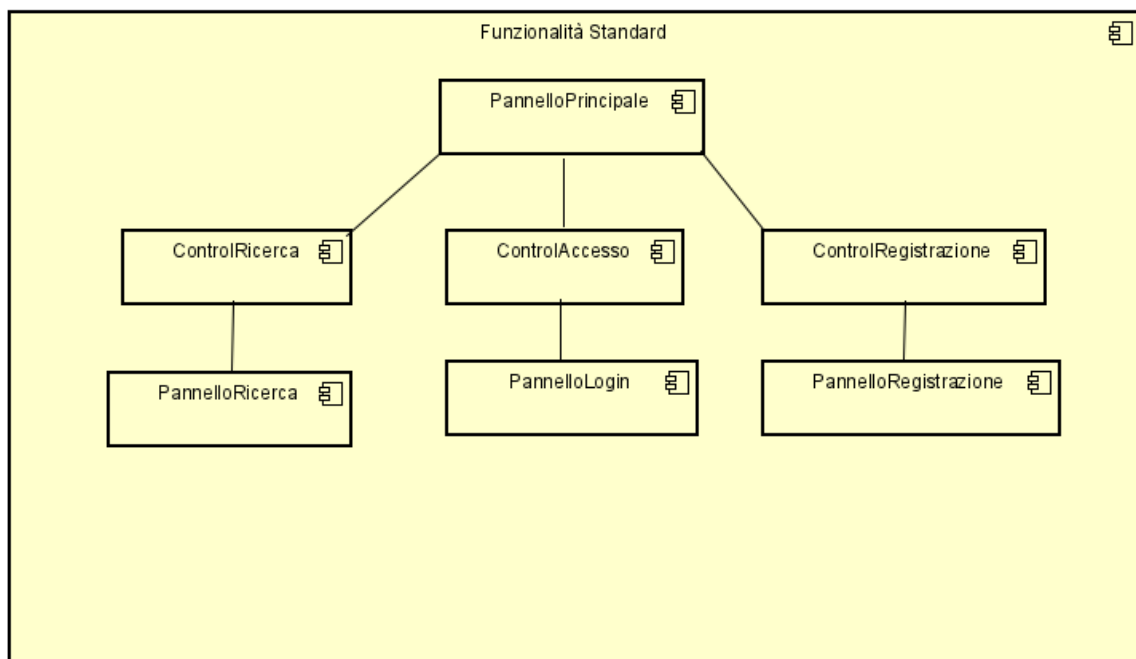 Funzionalità Standard
PannelloPrincipale
ControlRicerca
ControlAccesso
ControlRegistrazione
PannelloRicerca
PannelloLogin
PannelloRegistrazione